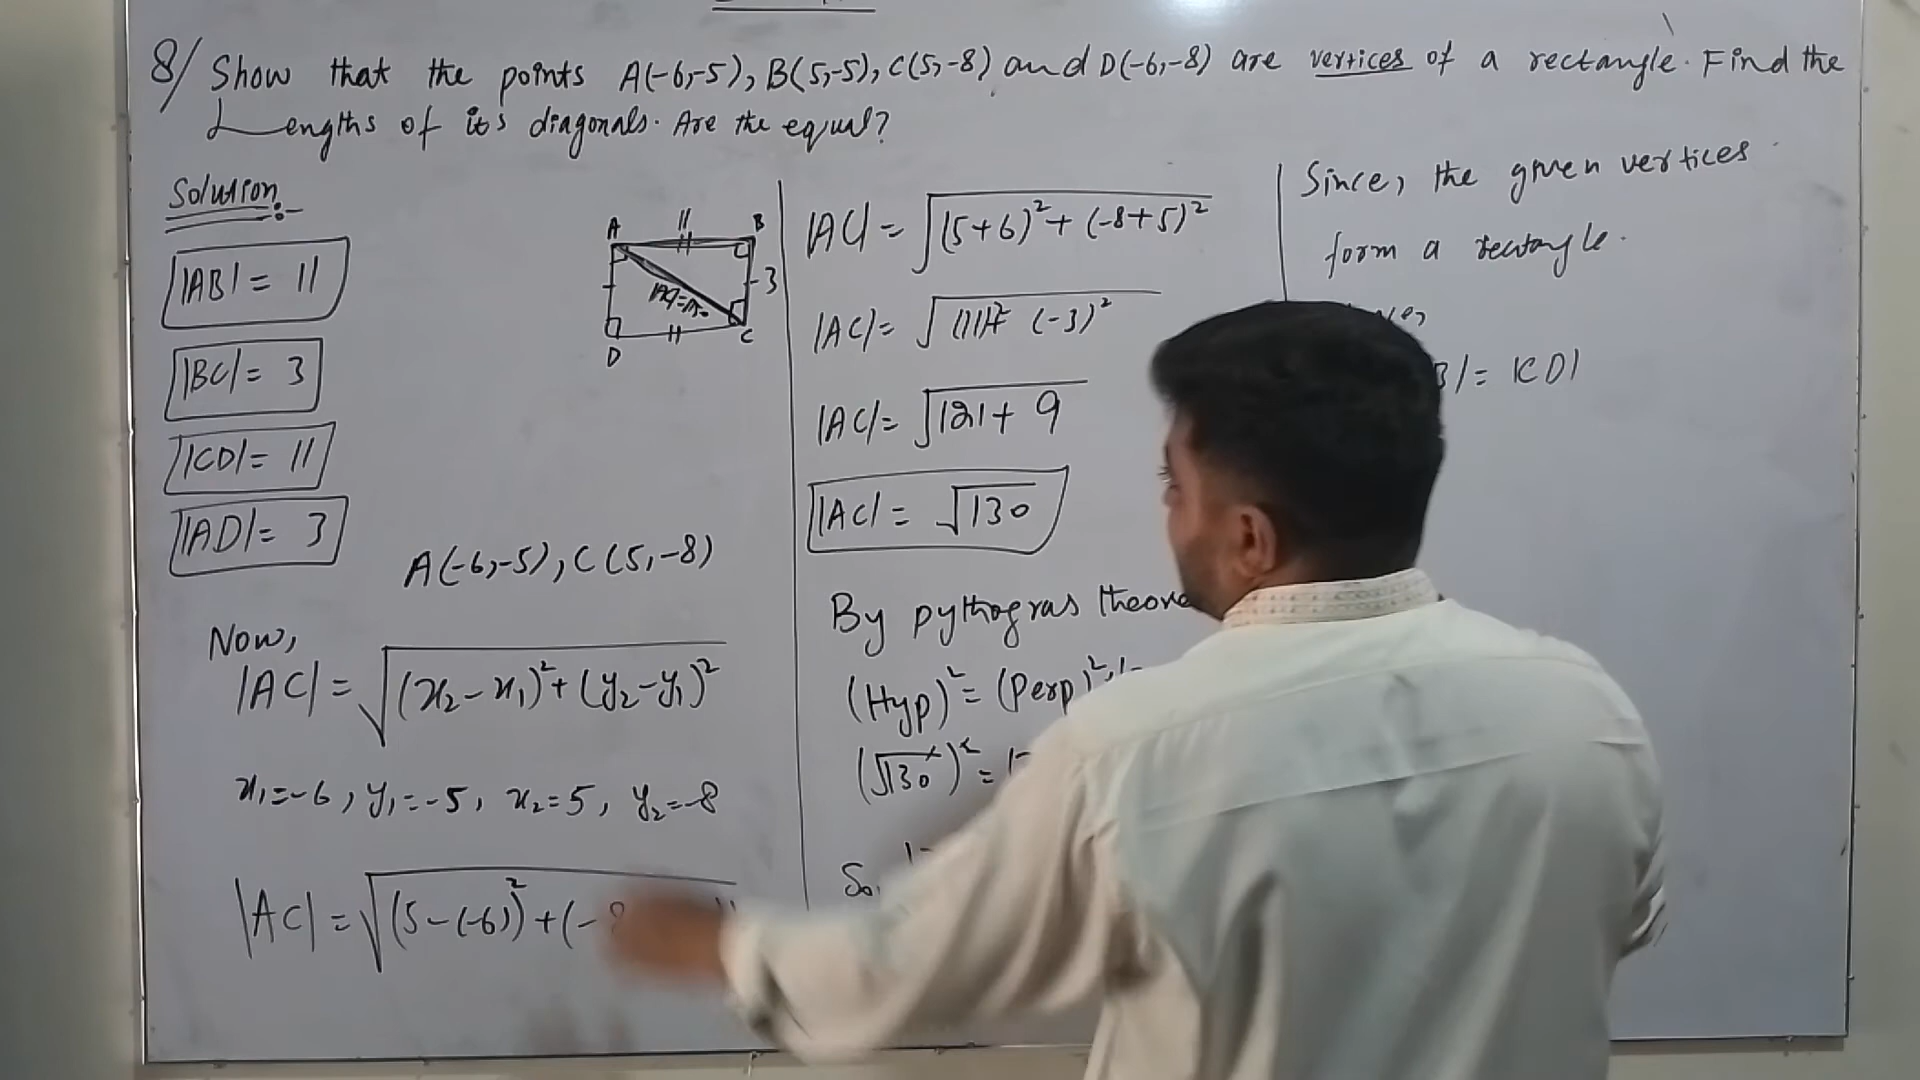 8/ Show that the points A(-6,-5), B(5,-5), C(5,-8) and D(-6,-8) are vertices of a rectangle. Find the
Lengths of its diagonals. Are the equal?
Solution:-
|AB| = 11
|BC| = 3
|CD| = 11
|AD| = 3
A
B
3
C
D
A(-6,-5), C(5,-8)
Now,
|AC| = √(x₂-x₁)²+(y₂-y₁)²
x₁=-6, y₁=-5, x₂=5, y₂=-8
|AC| = √(5-(-6))²+(-8
|AC| = √(5+6)²+(-8+5)²
|AC| = √(11)²+(-3)²
|AC| = √121+9
|AC| = √130
By pythogras
(Hyp)² = (Perp)²
(√130)² =
So,
Since, the given vertices
form a rectangle.
= |CD|